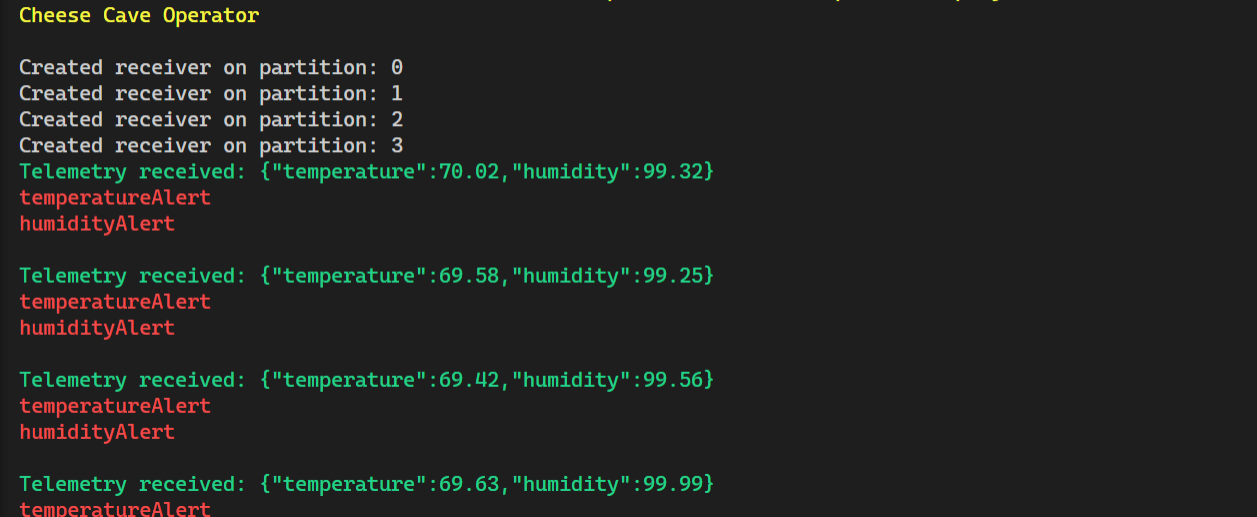 Cheese Cave Operator
Created receiver on partition: 0
Created receiver on partition: 1
Created receiver on partition: 2
Created receiver on partition: 3
Telemetry received: {"temperature":70.02,"humidity":99.32}
temperatureAlert
humidityAlert
Telemetry received: {"temperature":69.58,"humidity":99.25}
temperatureAlert
humidityAlert
Telemetry received: {"temperature":69.42,"humidity":99.56}
temperatureAlert
humidityAlert
Telemetry received: {"temperature":69.63,"humidity":99.99}
temperatureAlert